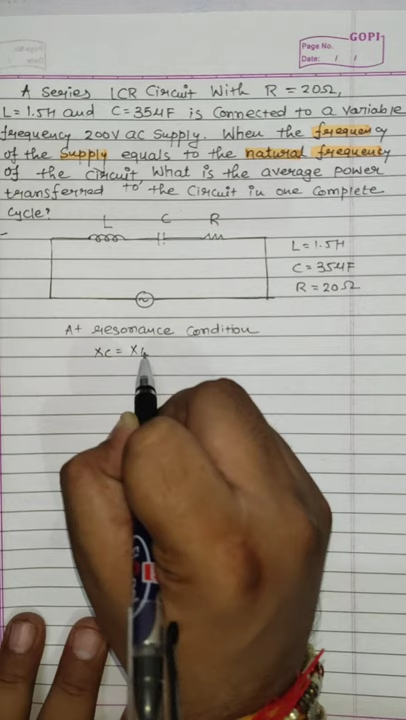 GOPI
Page No.
Date: / /
A Series LCR Circuit With R = 20Ω,
L = 1.5H and C = 35μF is Connected to a Variable
frequency 200V ac Supply. When the frequency
of the Supply equals to the natural frequency
of the Circuit What is the average power
transferred to the Circuit in one Complete
Cycle?
L C R
L = 1.5H
C = 35μF
R = 20Ω
At resonance Condition
Xc = XL